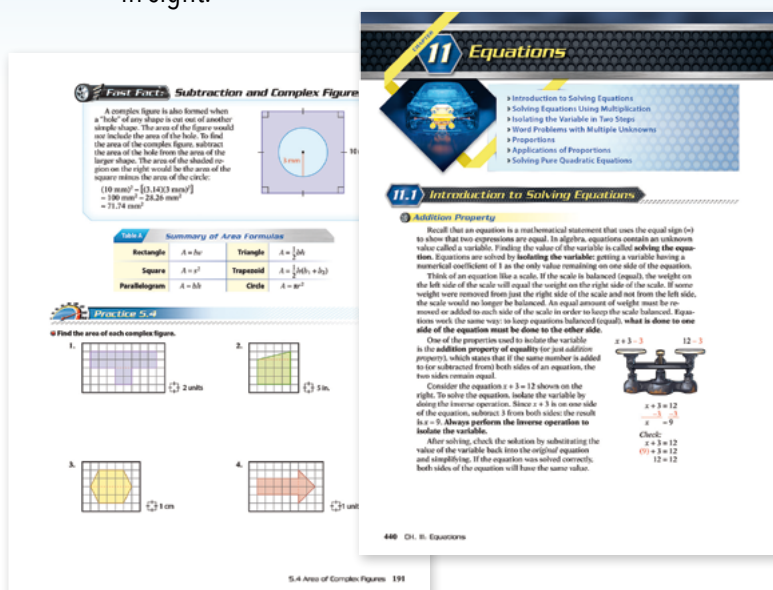 in sight.
Fast Fact: Subtraction and Complex Figure
A complex figure is also formed when
a "hole" of any shape is cut out of another
simple shape. The area of the figure would
not include the area of the hole. To find
the area of the complex figure, subtract
the area of the hole from the area of the
larger shape. The area of the shaded re-
gion on the right would be the area of the
square minus the area of the circle:
(10 mm)² − [(3.14)(3 mm)²]
= 100 mm² − 28.26 mm²
= 71.74 mm²
3 mm
10
Table A Summary of Area Formulas
Rectangle A = lw Triangle A = ½bh
Square A = s² Trapezoid A = ½h(b₁ + b₂)
Parallelogram A = bh Circle A = πr²
Practice 5.4
Find the area of each complex figure.
1. 2 units
2. 5 in.
3. 1 cm
4. 1 unit
5.4 Area of Complex Figures 191
CHAPTER
11 Equations
» Introduction to Solving Equations
» Solving Equations Using Multiplication
» Isolating the Variable in Two Steps
» Word Problems with Multiple Unknowns
» Proportions
» Applications of Proportions
» Solving Pure Quadratic Equations
11.1 Introduction to Solving Equations
Addition Property
Recall that an equation is a mathematical statement that uses the equal sign (=)
to show that two expressions are equal. In algebra, equations contain an unknown
value called a variable. Finding the value of the variable is called solving the equa-
tion. Equations are solved by isolating the variable: getting a variable having a
numerical coefficient of 1 as the only value remaining on one side of the equation.
Think of an equation like a scale. If the scale is balanced (equal), the weight on
the left side of the scale will equal the weight on the right side of the scale. If some
weight were removed from just the right side of the scale and not from the left side,
the scale would no longer be balanced. An equal amount of weight must be re-
moved or added to each side of the scale in order to keep the scale balanced. Equa-
tions work the same way: to keep equations balanced (equal), what is done to one
side of the equation must be done to the other side.
One of the properties used to isolate the variable
is the addition property of equality (or just addition
property), which states that if the same number is added
to (or subtracted from) both sides of an equation, the
two sides remain equal.
Consider the equation x + 3 = 12 shown on the
right. To solve the equation, isolate the variable by
doing the inverse operation. Since x + 3 is on one side
of the equation, subtract 3 from both sides; the result
is x = 9. Always perform the inverse operation to
isolate the variable.
After solving, check the solution by substituting the
value of the variable back into the original equation
and simplifying. If the equation was solved correctly,
both sides of the equation will have the same value.
x + 3 − 3 12 − 3
x + 3 = 12
−3 −3
x = 9
Check:
x + 3 = 12
(9) + 3 = 12
12 = 12
440 CH. 11. Equations